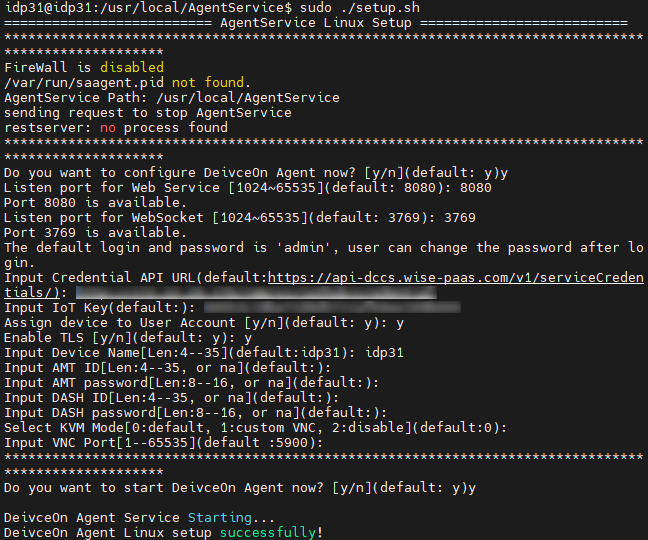 idp31@idp31:/usr/local/AgentService$ sudo ./setup.sh
========================== AgentService Linux Setup ==========================
********************************************************************************
********************
FireWall is disabled
/var/run/saagent.pid not found.
AgentService Path: /usr/local/AgentService
sending request to stop AgentService
restserver: no process found
********************************************************************************
********************
Do you want to configure DeivceOn Agent now? [y/n](default: y)y
Listen port for Web Service [1024~65535](default: 8080): 8080
Port 8080 is available.
Listen port for WebSocket [1024~65535](default: 3769): 3769
Port 3769 is available.
The default login and password is 'admin', user can change the password after lo
gin.
Input Credential API URL(default:https://api-dccs.wise-paas.com/v1/serviceCreden
tials/):
Input IoT Key(default:):
Assign device to User Account [y/n](default: y): y
Enable TLS [y/n](default: y): y
Input Device Name[Len:4--35](default:idp31): idp31
Input AMT ID[Len:4--35, or na](default:):
Input AMT password[Len:8--16, or na](default:):
Input DASH ID[Len:4--35, or na](default:):
Input DASH password[Len:8--16, or na](default:):
Select KVM Mode[0:default, 1:custom VNC, 2:disable](default:0):
Input VNC Port[1--65535](default :5900):
********************************************************************************
********************
Do you want to start DeivceOn Agent now? [y/n](default: y)y
DeivceOn Agent Service Starting...
DeivceOn Agent Linux setup successfully!